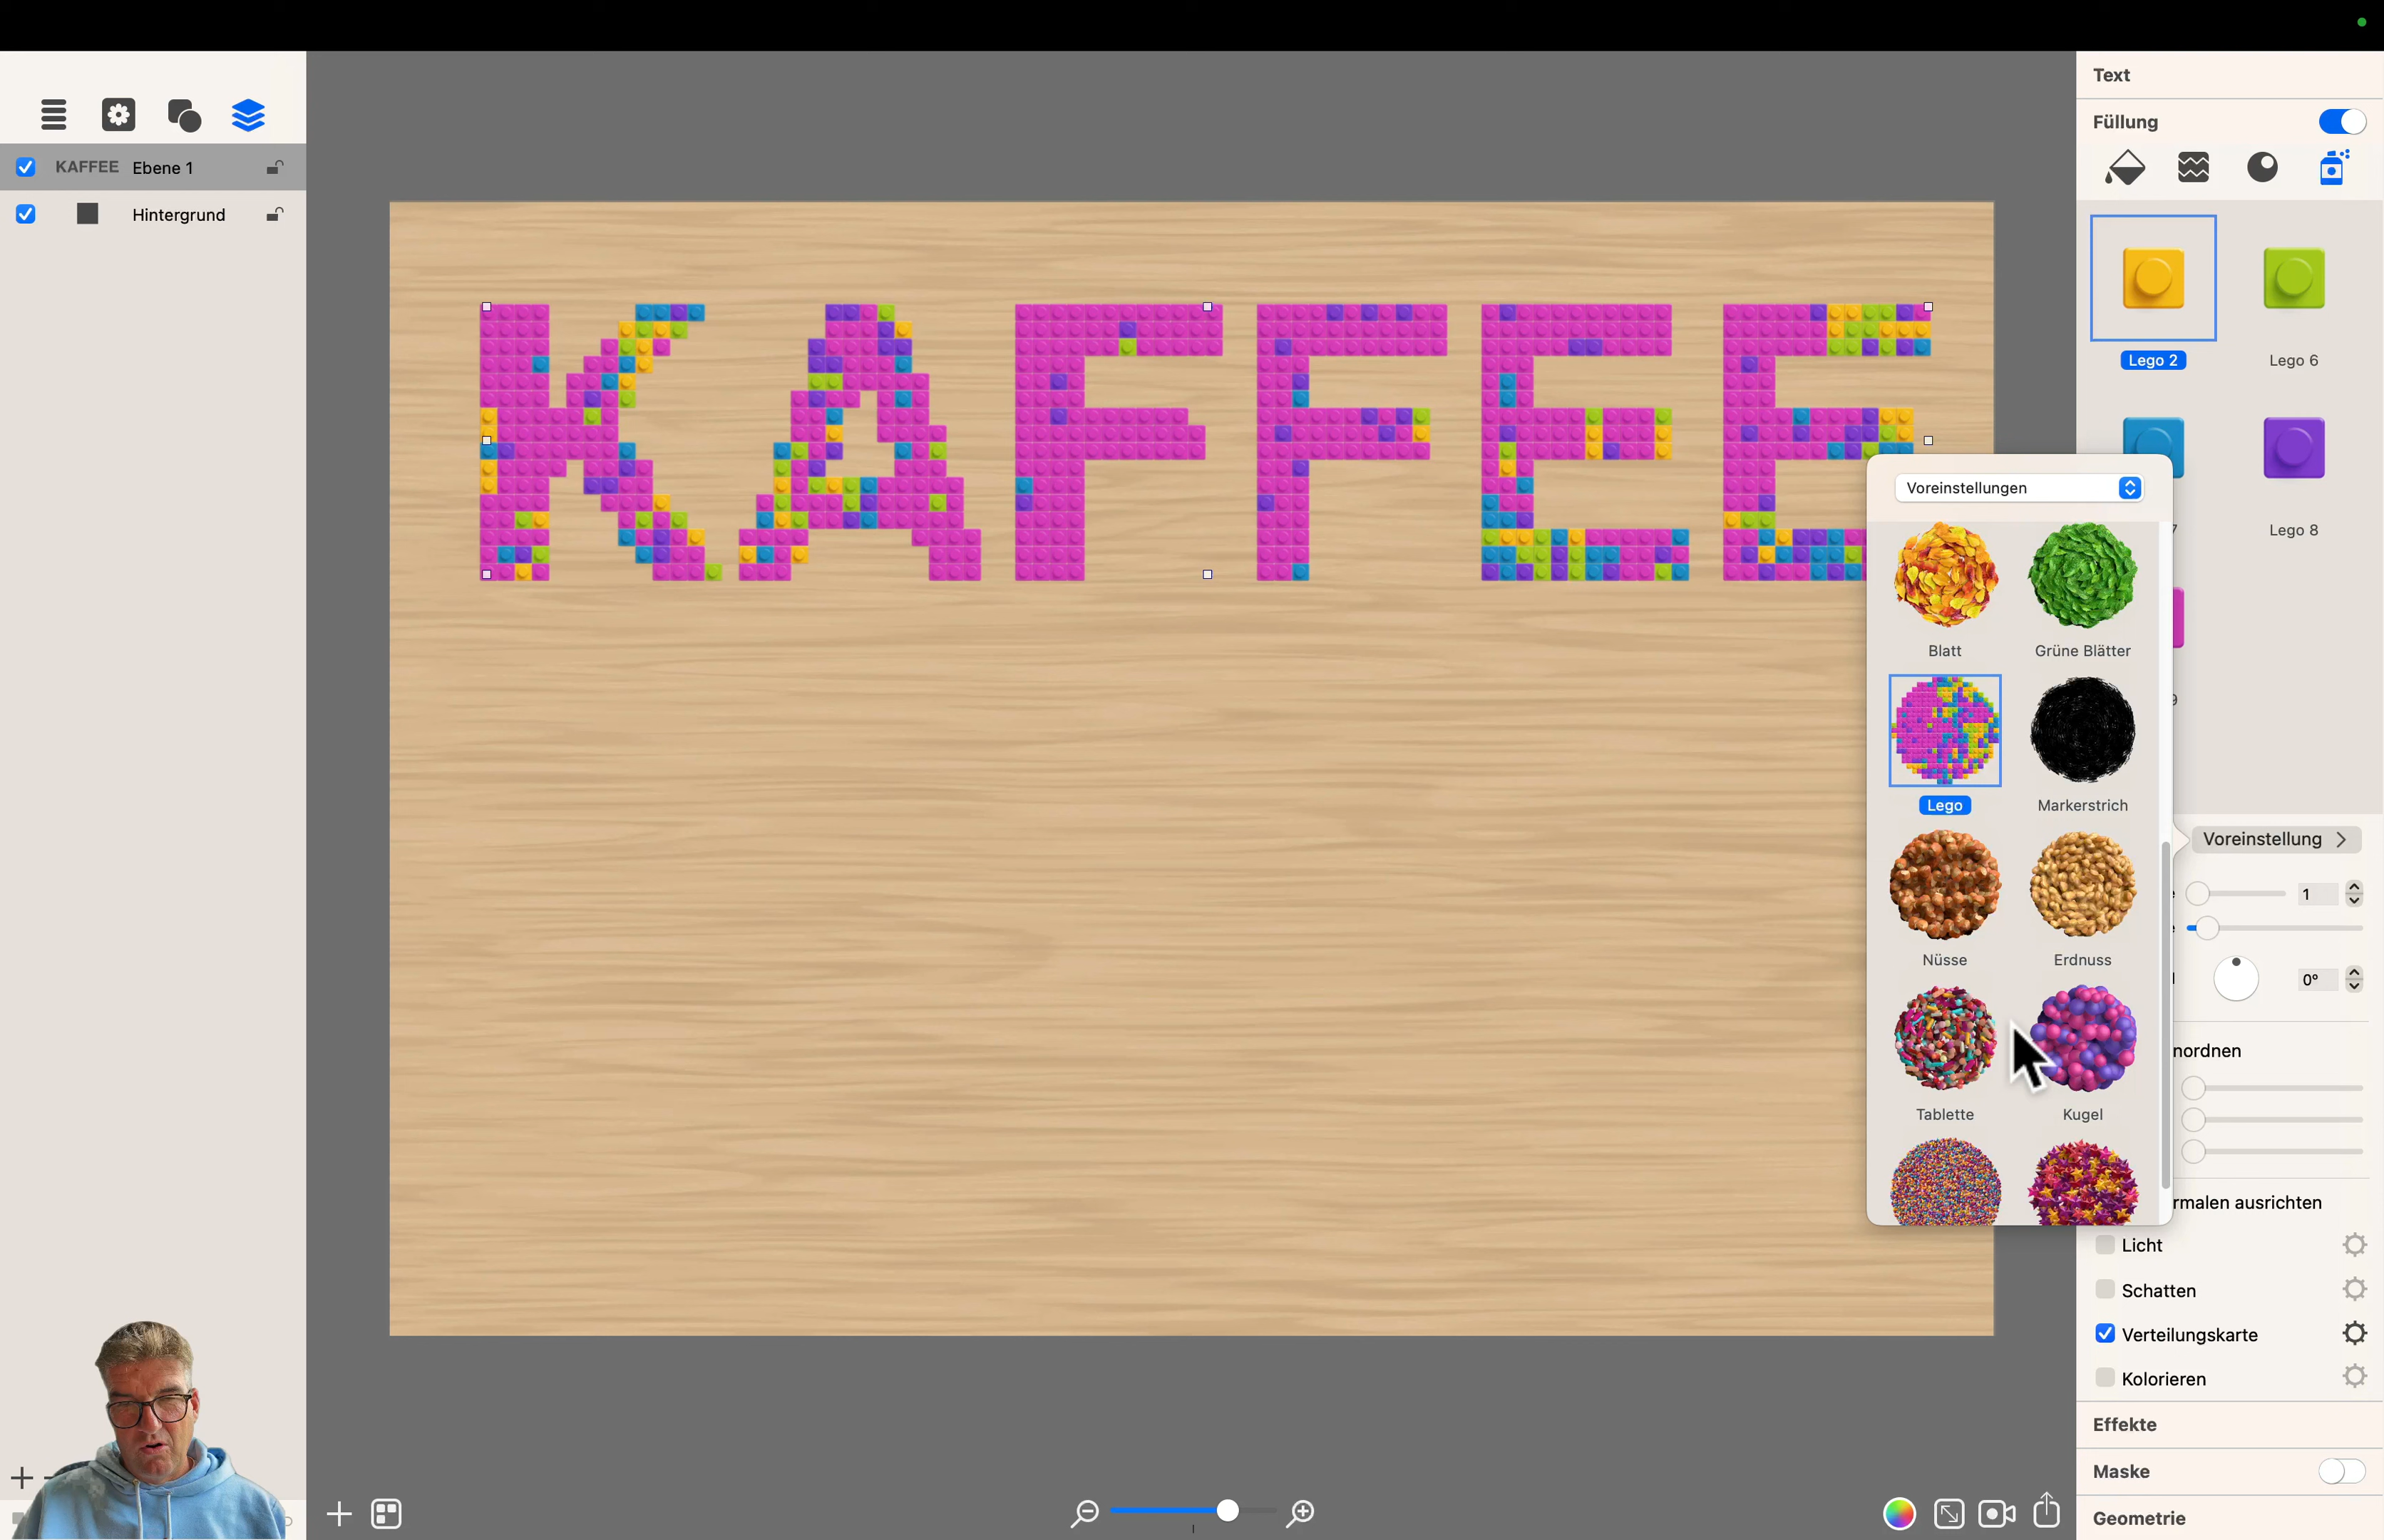 Text
Füllung
KAFFEE Ebene 1
Hintergrund
KAFFEE
Lego 2
Lego 6
Lego 8
Voreinstellungen
Blatt
Grüne Blätter
Lego
Markerstrich
Nüsse
Erdnuss
Tablette
Kugel
Voreinstellung
1
0°
nordnen
rmalen ausrichten
Licht
Schatten
Verteilungskarte
Kolorieren
Effekte
Maske
Geometrie